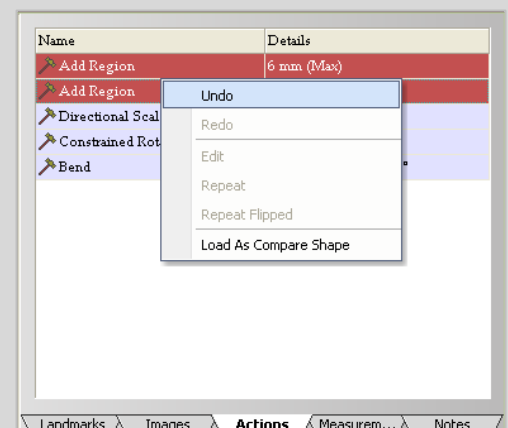 Name Details
Add Region 6 mm (Max)
Add Region
Directional Scal
Constrained Rot
Bend °
Undo
Redo
Edit
Repeat
Repeat Flipped
Load As Compare Shape
Landmarks Images Actions Measurem... Notes